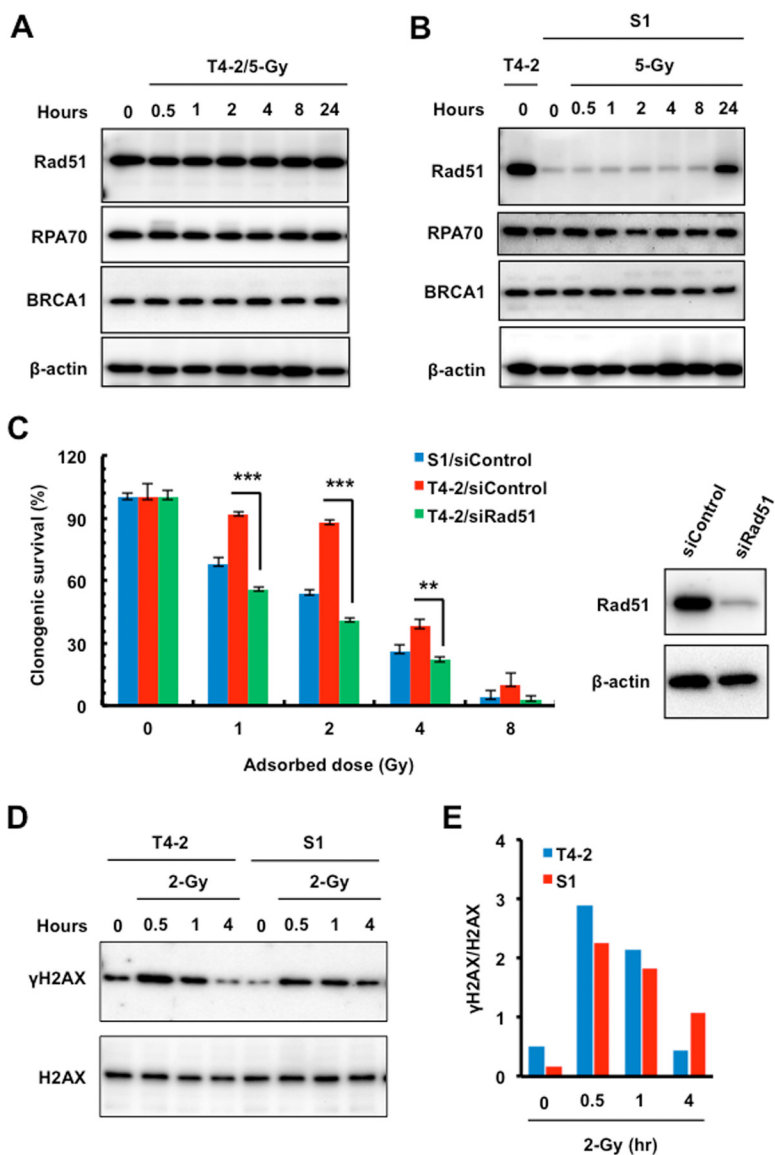 A
T4-2/5-Gy
Hours 0 0.5 1 2 4 8 24
Rad51
RPA70
BRCA1
β-actin
B
S1
T4-2 5-Gy
Hours 0 0 0.5 1 2 4 8 24
Rad51
RPA70
BRCA1
β-actin
C
Clonogenic survival (%)
120
90
60
30
0
0 1 2 4 8
Adsorbed dose (Gy)
*** *** **
S1/siControl
T4-2/siControl
T4-2/siRad51
siControl siRad51
Rad51
β-actin
D
T4-2 S1
2-Gy 2-Gy
Hours 0 0.5 1 4 0 0.5 1 4
γH2AX
H2AX
E
γH2AX/H2AX
4
3
2
1
0
T4-2
S1
0 0.5 1 4
2-Gy (hr)